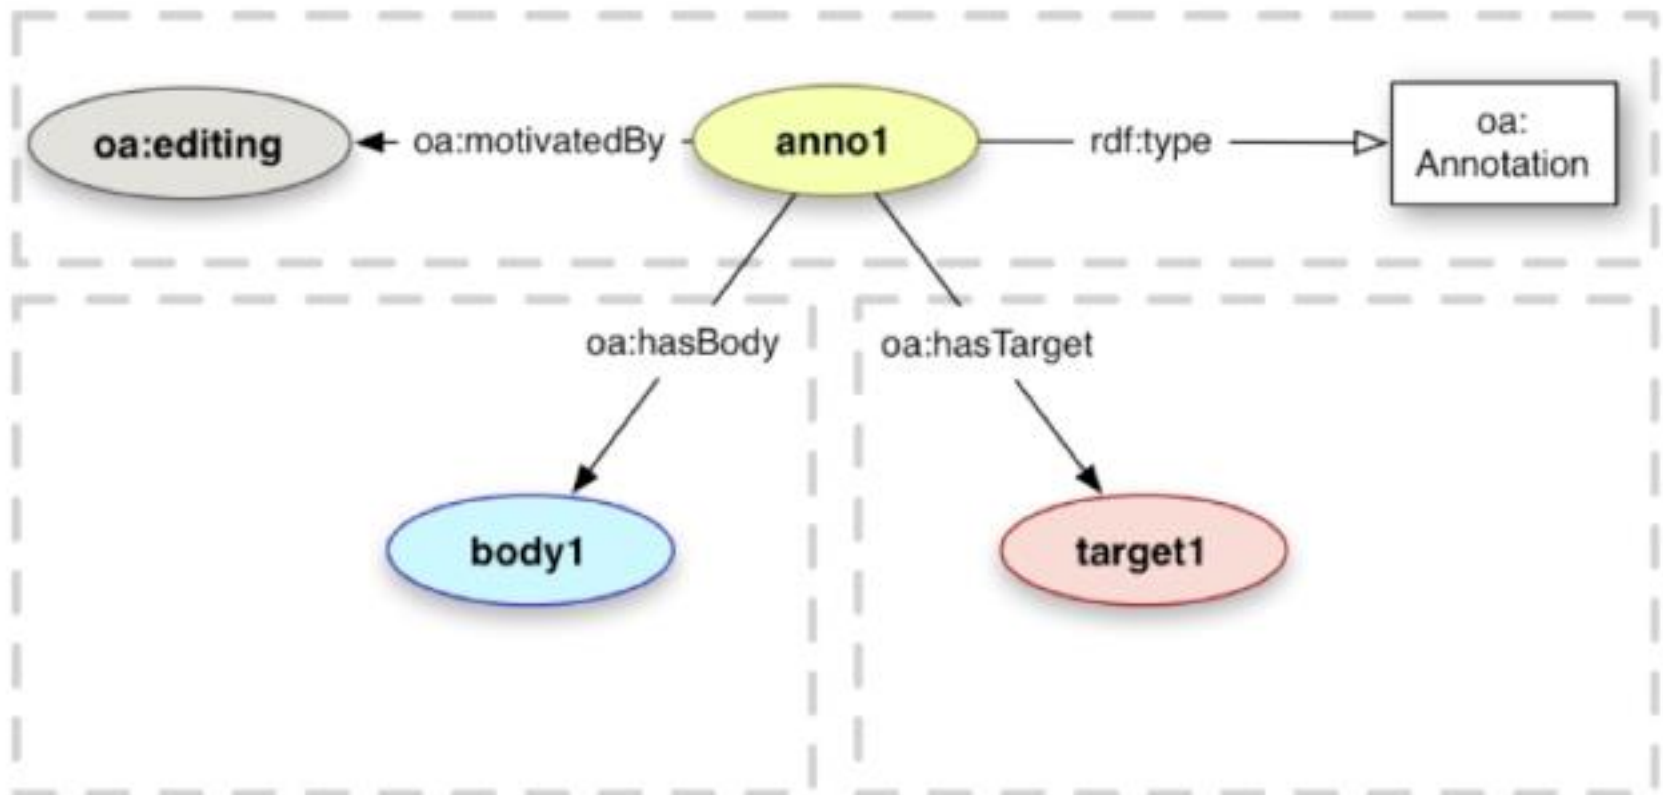 oa:editing
oa:motivatedBy
anno1
rdf:type
oa:
Annotation
oa:hasBody
oa:hasTarget
body1
target1